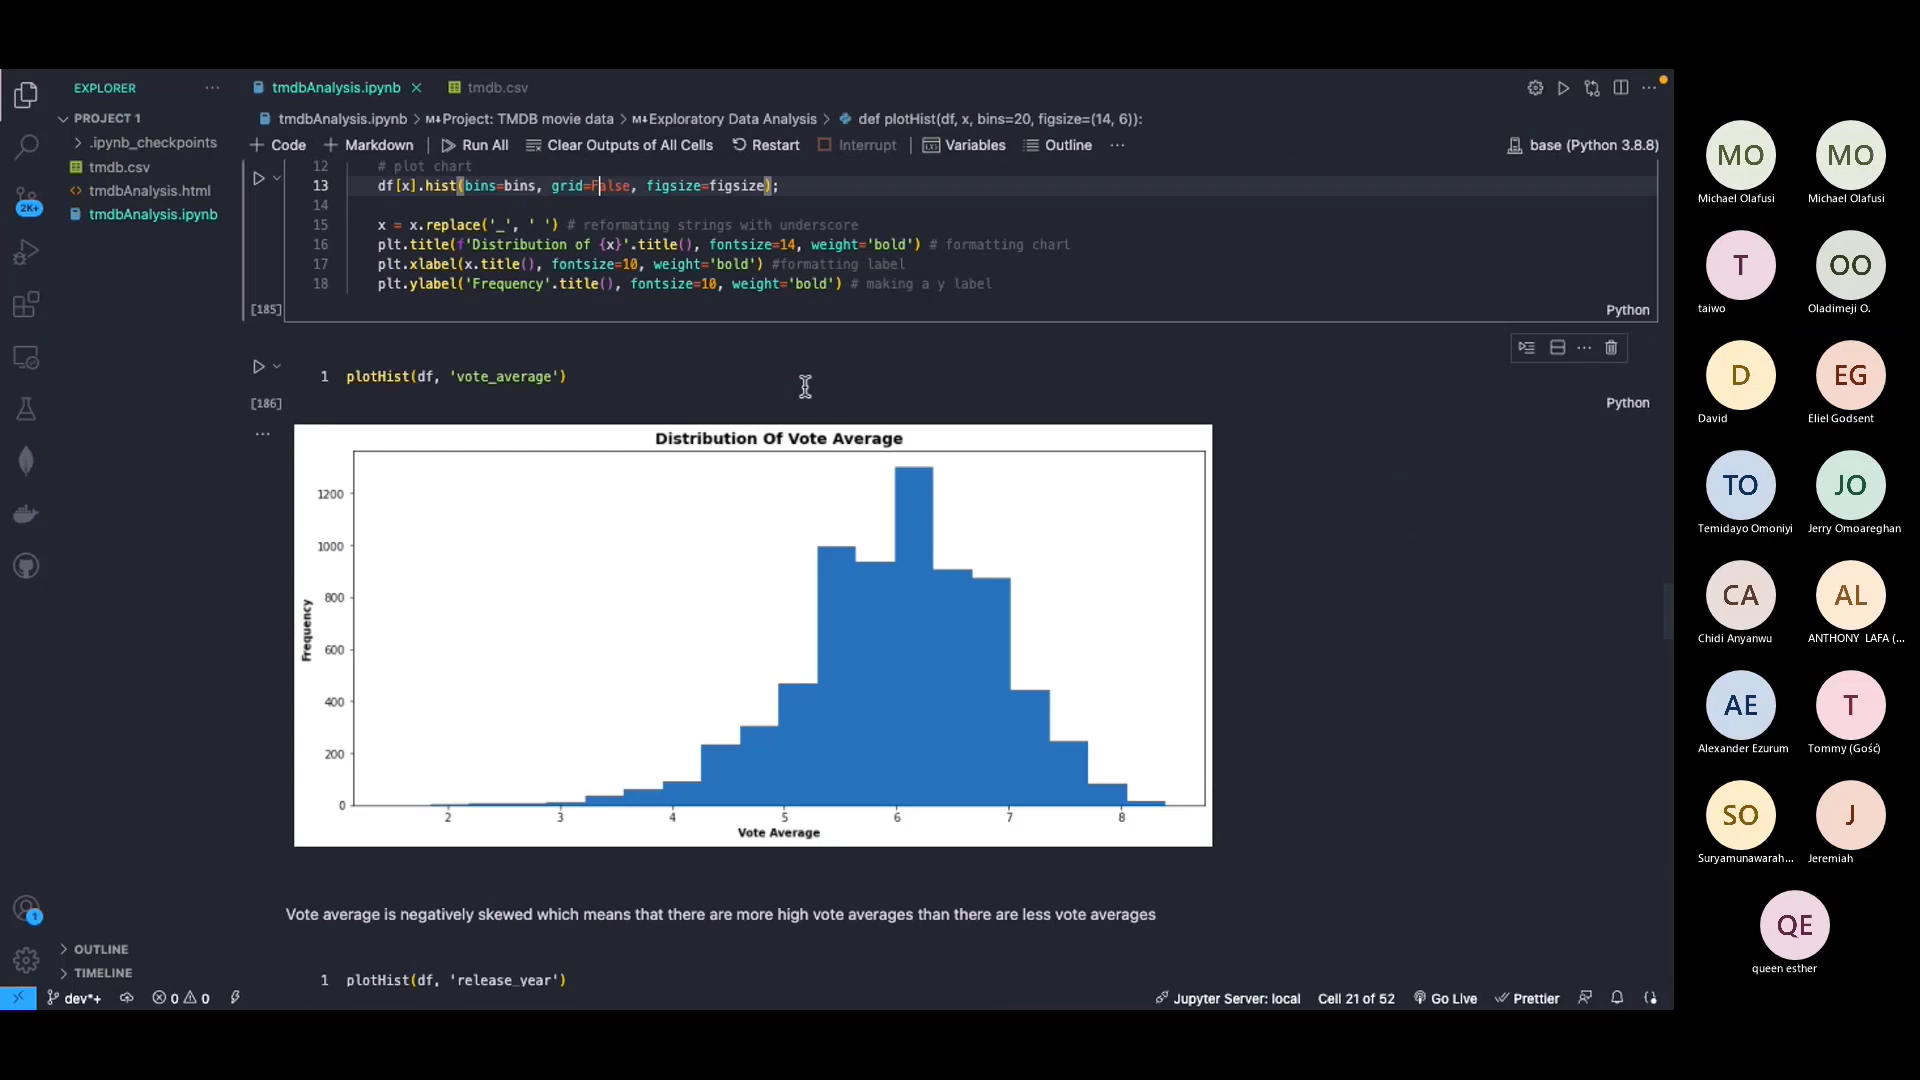 EXPLORER
tmdbAnalysis.ipynb
tmdb.csv
PROJECT 1
.ipynb_checkpoints
tmdb.csv
tmdbAnalysis.html
tmdbAnalysis.ipynb
2K+
1
OUTLINE
TIMELINE
tmdbAnalysis.ipynb > M↓Project: TMDB movie data > M↓Exploratory Data Analysis > def plotHist(df, x, bins=20, figsize=(14, 6)):
+ Code + Markdown Run All Clear Outputs of All Cells Restart Interrupt Variables Outline ··· base (Python 3.8.8)
12 # plot chart
13 df[x].hist(bins=bins, grid=False, figsize=figsize);
14
15 x = x.replace('_', ' ') # reformating strings with underscore
16 plt.title(f'Distribution of {x}'.title(), fontsize=14, weight='bold') # formatting chart
17 plt.xlabel(x.title(), fontsize=10, weight='bold') #formatting label
18 plt.ylabel('Frequency'.title(), fontsize=10, weight='bold') # making a y label
[185] Python
1 plotHist(df, 'vote_average')
[186] Python
Distribution Of Vote Average
1200
1000
800
600
400
200
0
Frequency
2 3 4 5 6 7 8
Vote Average
Vote average is negatively skewed which means that there are more high vote averages than there are less vote averages
1 plotHist(df, 'release_year')
dev*+ 0 0 Jupyter Server: local Cell 21 of 52 Go Live Prettier
MO MO
Michael Olafusi Michael Olafusi
T OO
taiwo Oladimeji O.
D EG
David Eliel Godsent
TO JO
Temidayo Omoniyi Jerry Omoareghan
CA AL
Chidi Anyanwu ANTHONY LAFA (...
AE T
Alexander Ezurum Tommy (Gość)
SO J
Suryamunawarah... Jeremiah
QE
queen esther